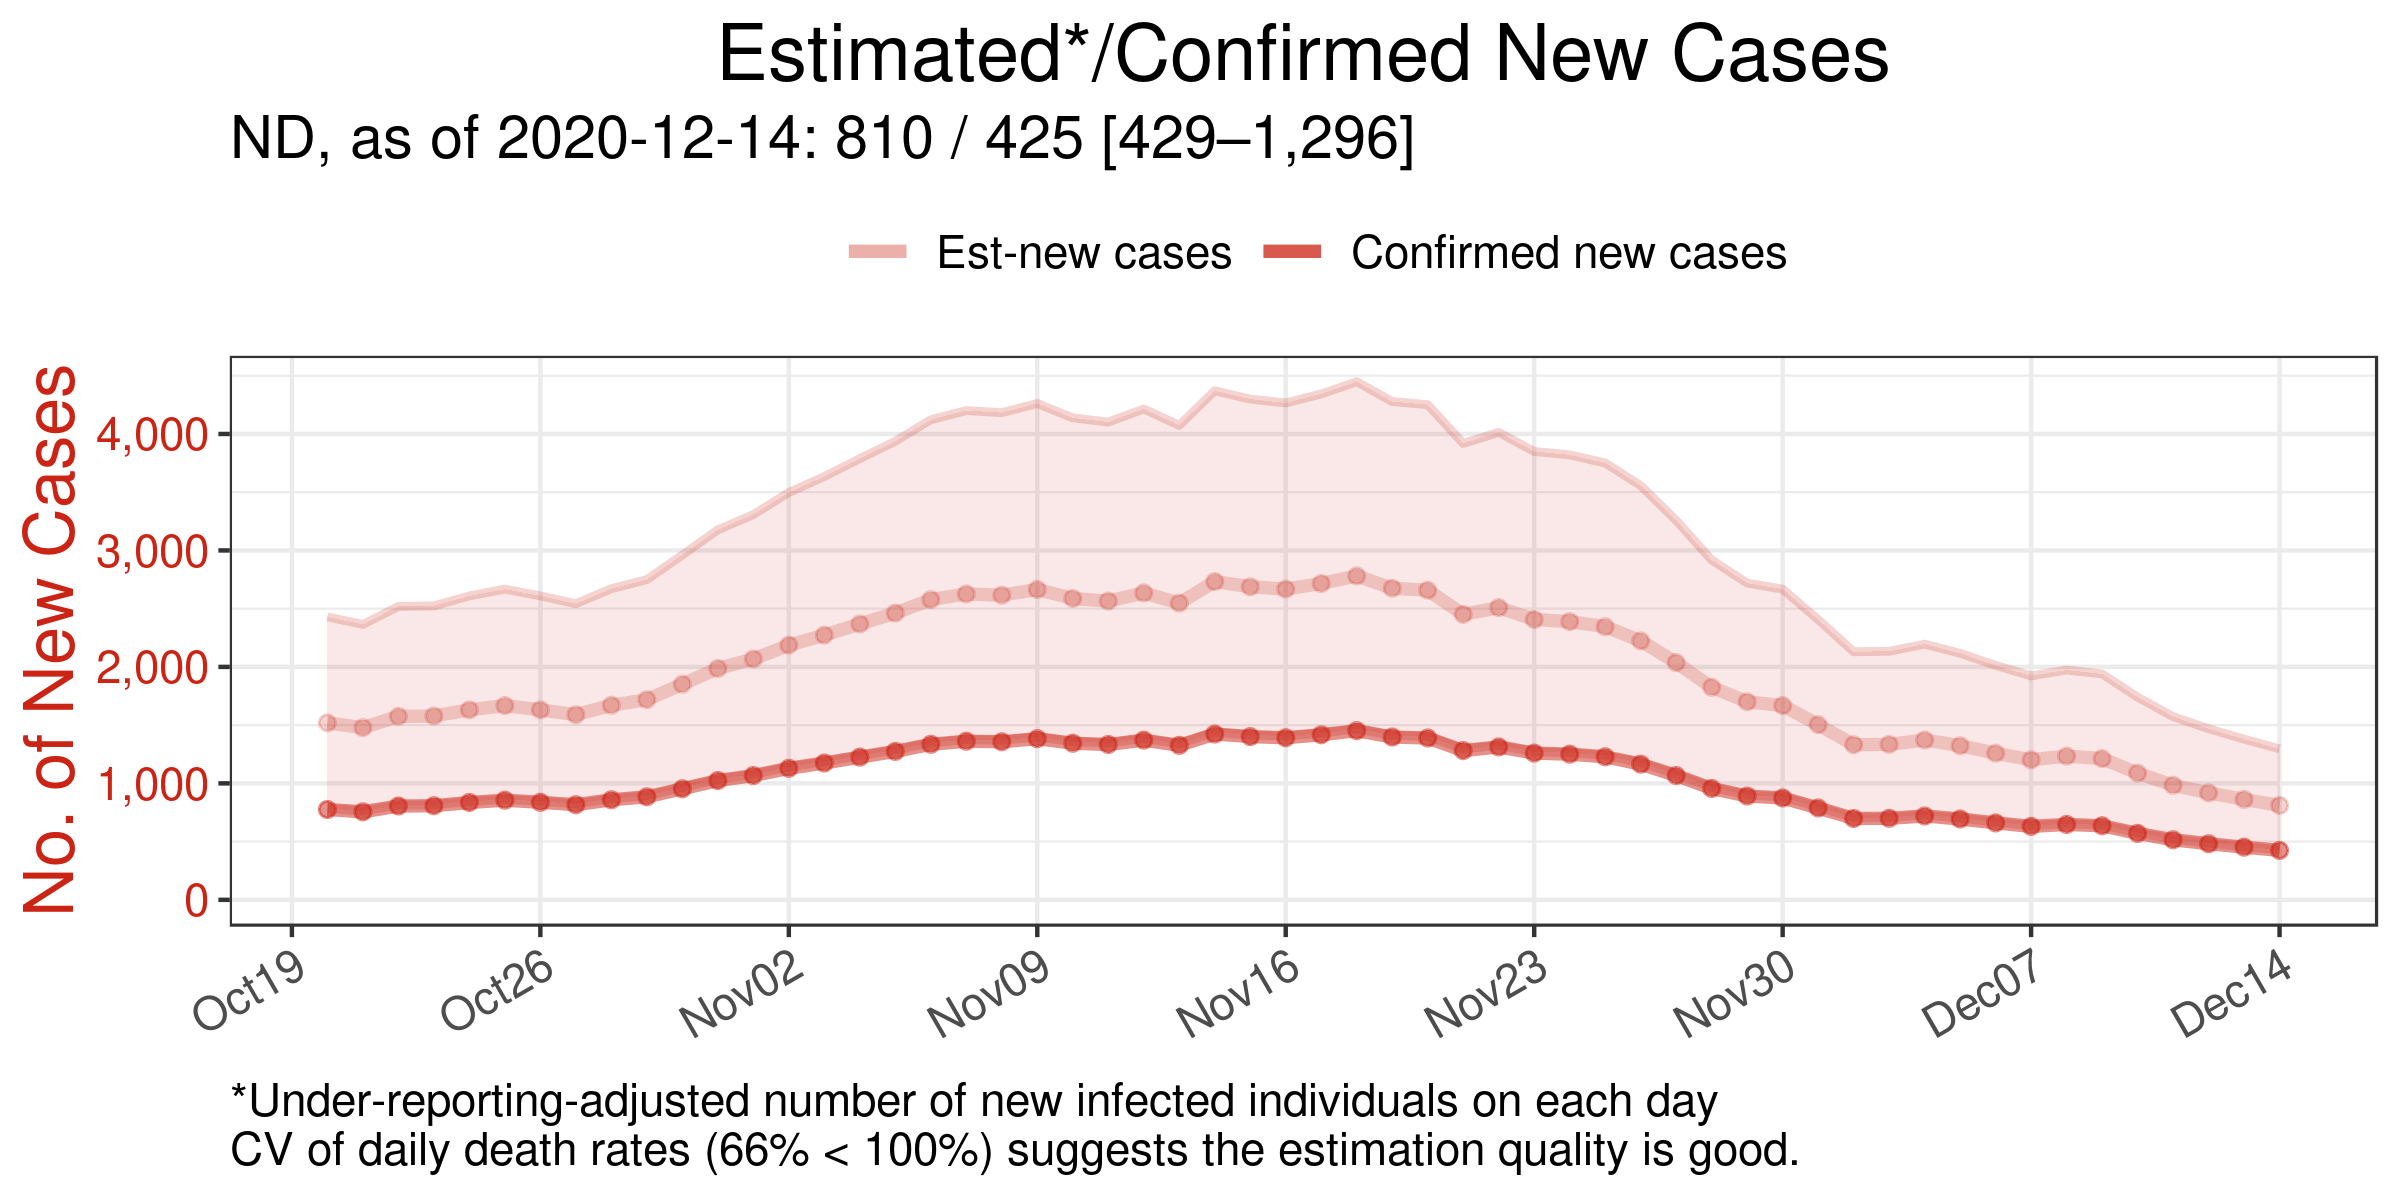 Estimated*/Confirmed New Cases
ND, as of 2020-12-14: 810 / 425 [429–1,296]
Est-new cases
Confirmed new cases
No. of New Cases
4,000
3,000
2,000
1,000
0
Oct19
Oct26
Nov02
Nov09
Nov16
Nov23
Nov30
Dec07
Dec14
*Under-reporting-adjusted number of new infected individuals on each day
CV of daily death rates (66% < 100%) suggests the estimation quality is good.